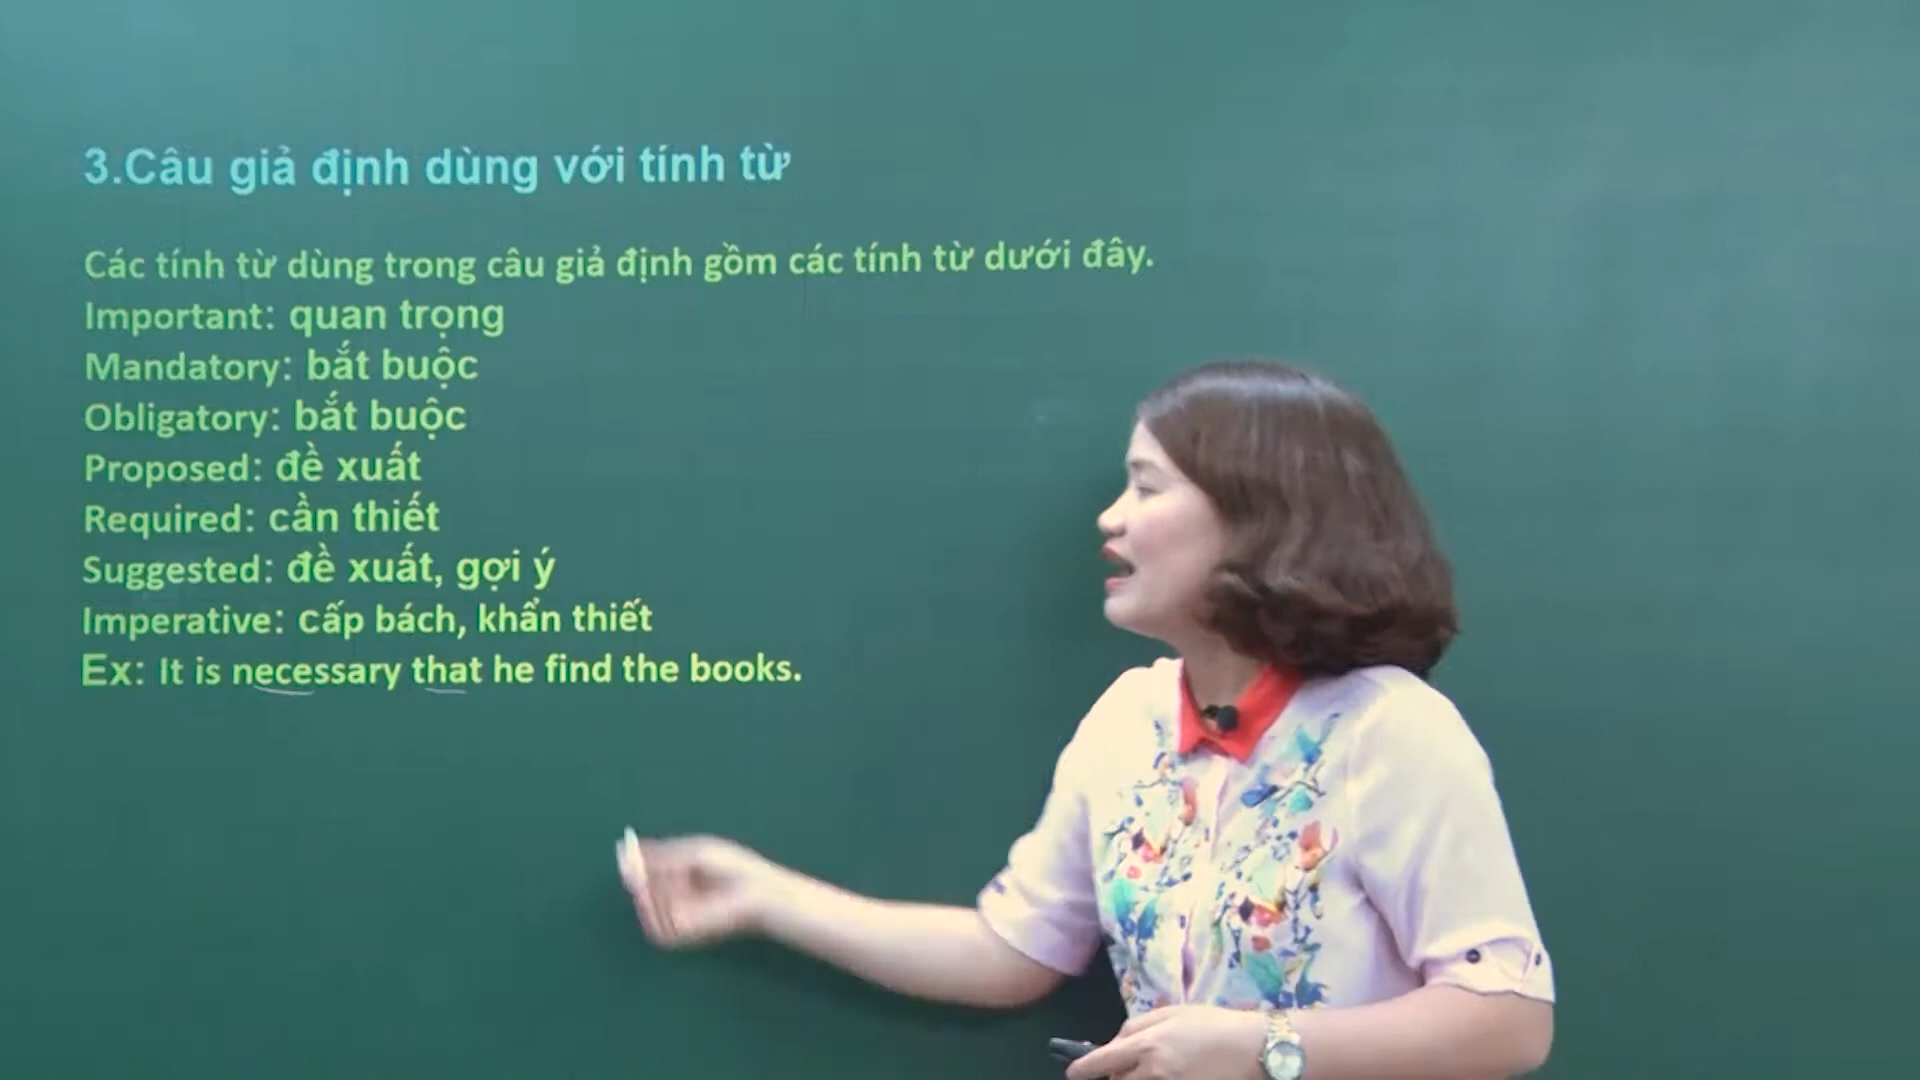 3.Câu giả định dùng với tính từ
Các tính từ dùng trong câu giả định gồm các tính từ dưới đây.
Important: quan trọng
Mandatory: bắt buộc
Obligatory: bắt buộc
Proposed: đề xuất
Required: cần thiết
Suggested: đề xuất, gợi ý
Imperative: cấp bách, khẩn thiết
Ex: It is necessary that he find the books.